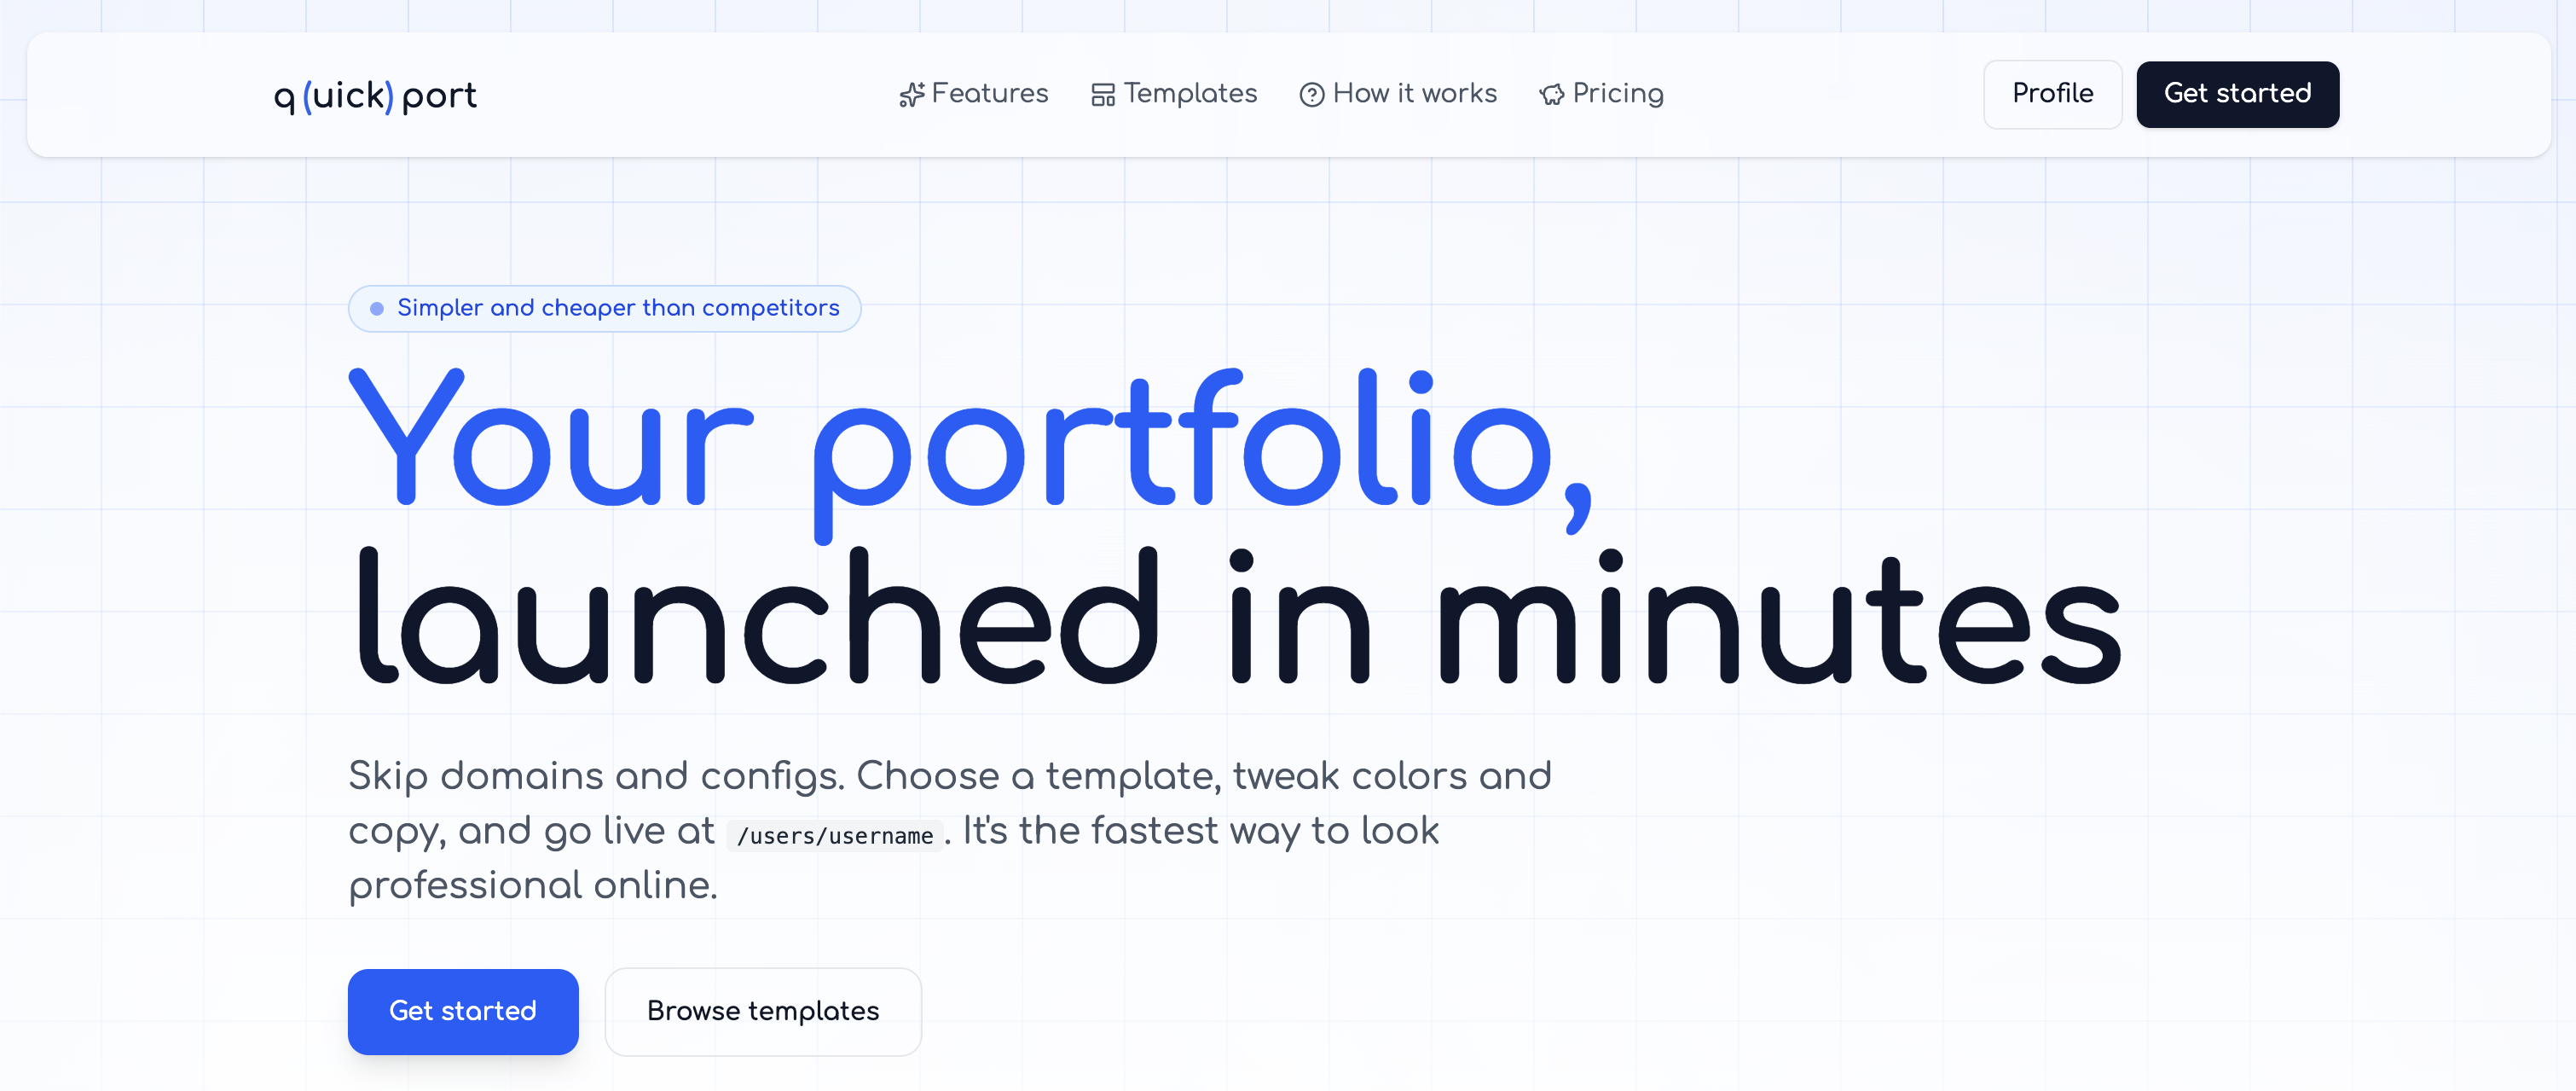 q(uick)port
Features
Templates
How it works
Pricing
Profile
Get started
Simpler and cheaper than competitors
Your portfolio,
launched in minutes
Skip domains and configs. Choose a template, tweak colors and
copy, and go live at /users/username. It's the fastest way to look
professional online.
Get started
Browse templates